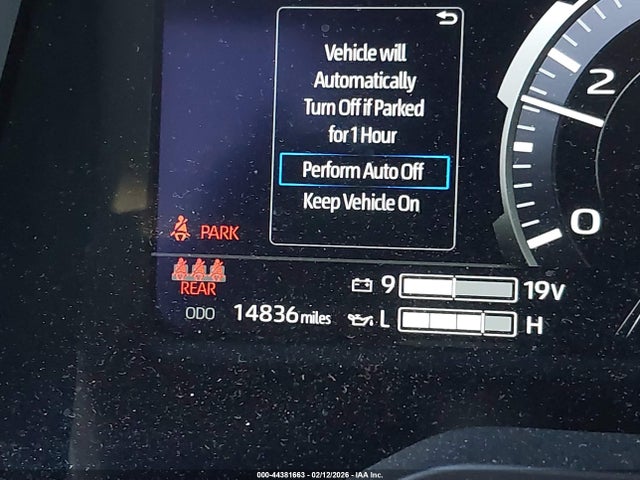 Vehicle will
Automatically
Turn Off if Parked
for 1 Hour
Perform Auto Off
Keep Vehicle On
2
0
PARK
REAR
9 19V
ODO 14836 miles
L H
000-44381663 - 02/12/2026 - IAA Inc.